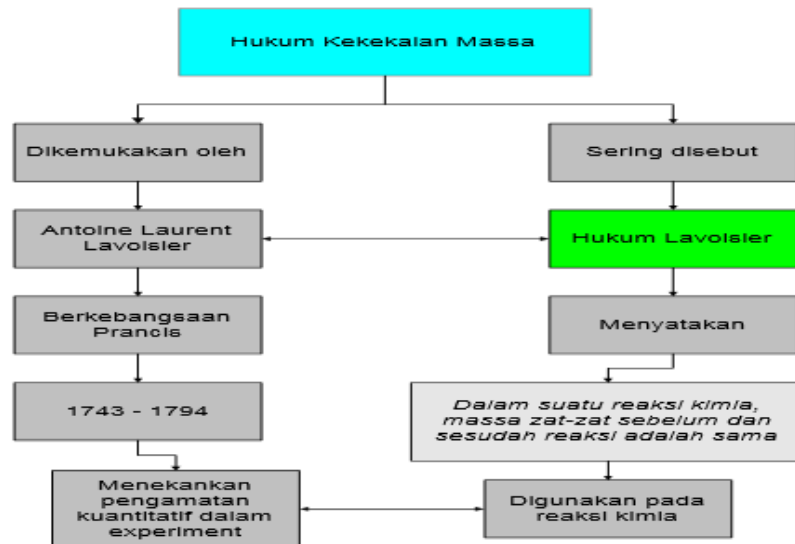 Hukum Kekekalan Massa
Dikemukakan oleh
Sering disebut
Antoine Laurent
Lavoisier
Hukum Lavoisier
Berkebangsaan
Prancis
Menyatakan
1743 - 1794
Dalam suatu reaksi kimia,
massa zat-zat sebelum dan
sesudah reaksi adalah sama
Menekankan
pengamatan
kuantitatif dalam
experiment
Digunakan pada
reaksi kimia